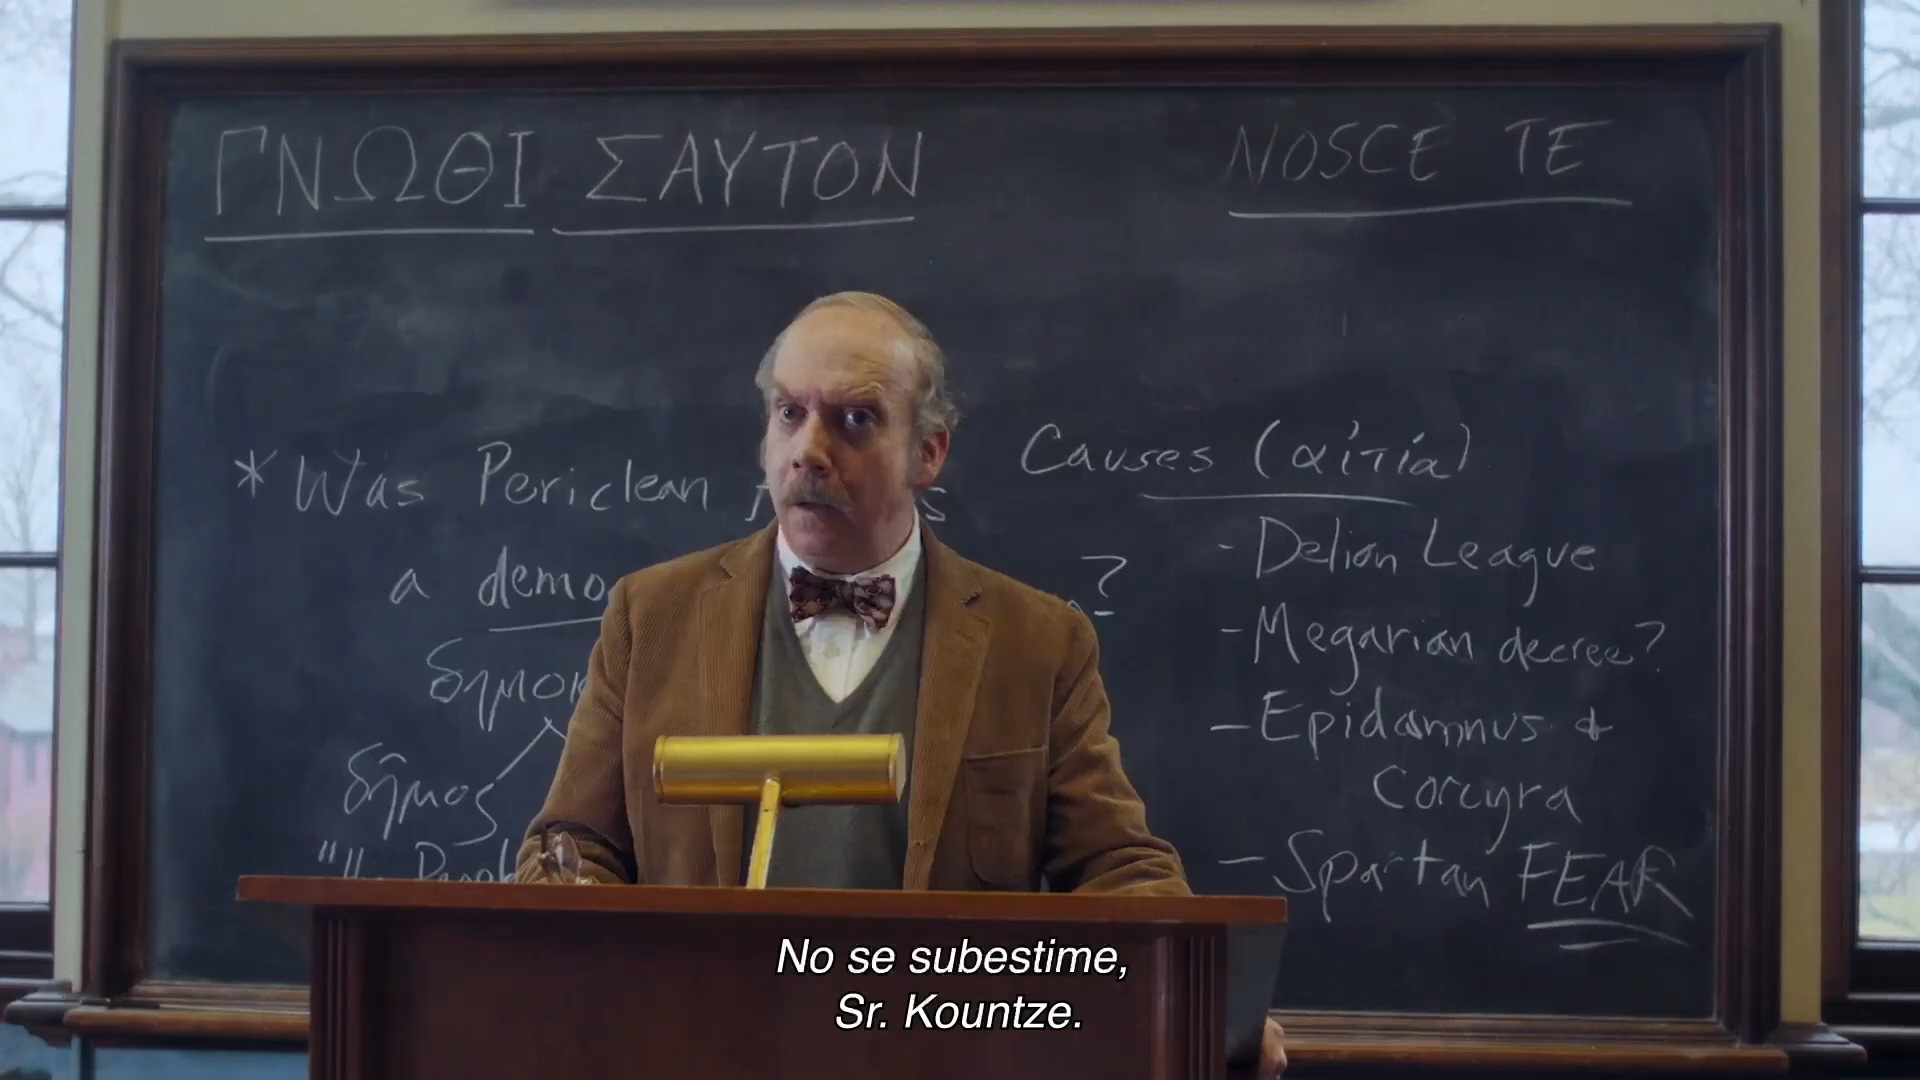 ΓΝΩΘΙ ΣΑΥΤΟΝ
NOSCE TE
* Was Periclean
a demo ?
δημοκ
δῆμος
Causes (αἰτία)
- Delian League
- Megarian decree?
- Epidamnus &
Corcyra
- Spartan FEAR
No se subestime,
Sr. Kountze.